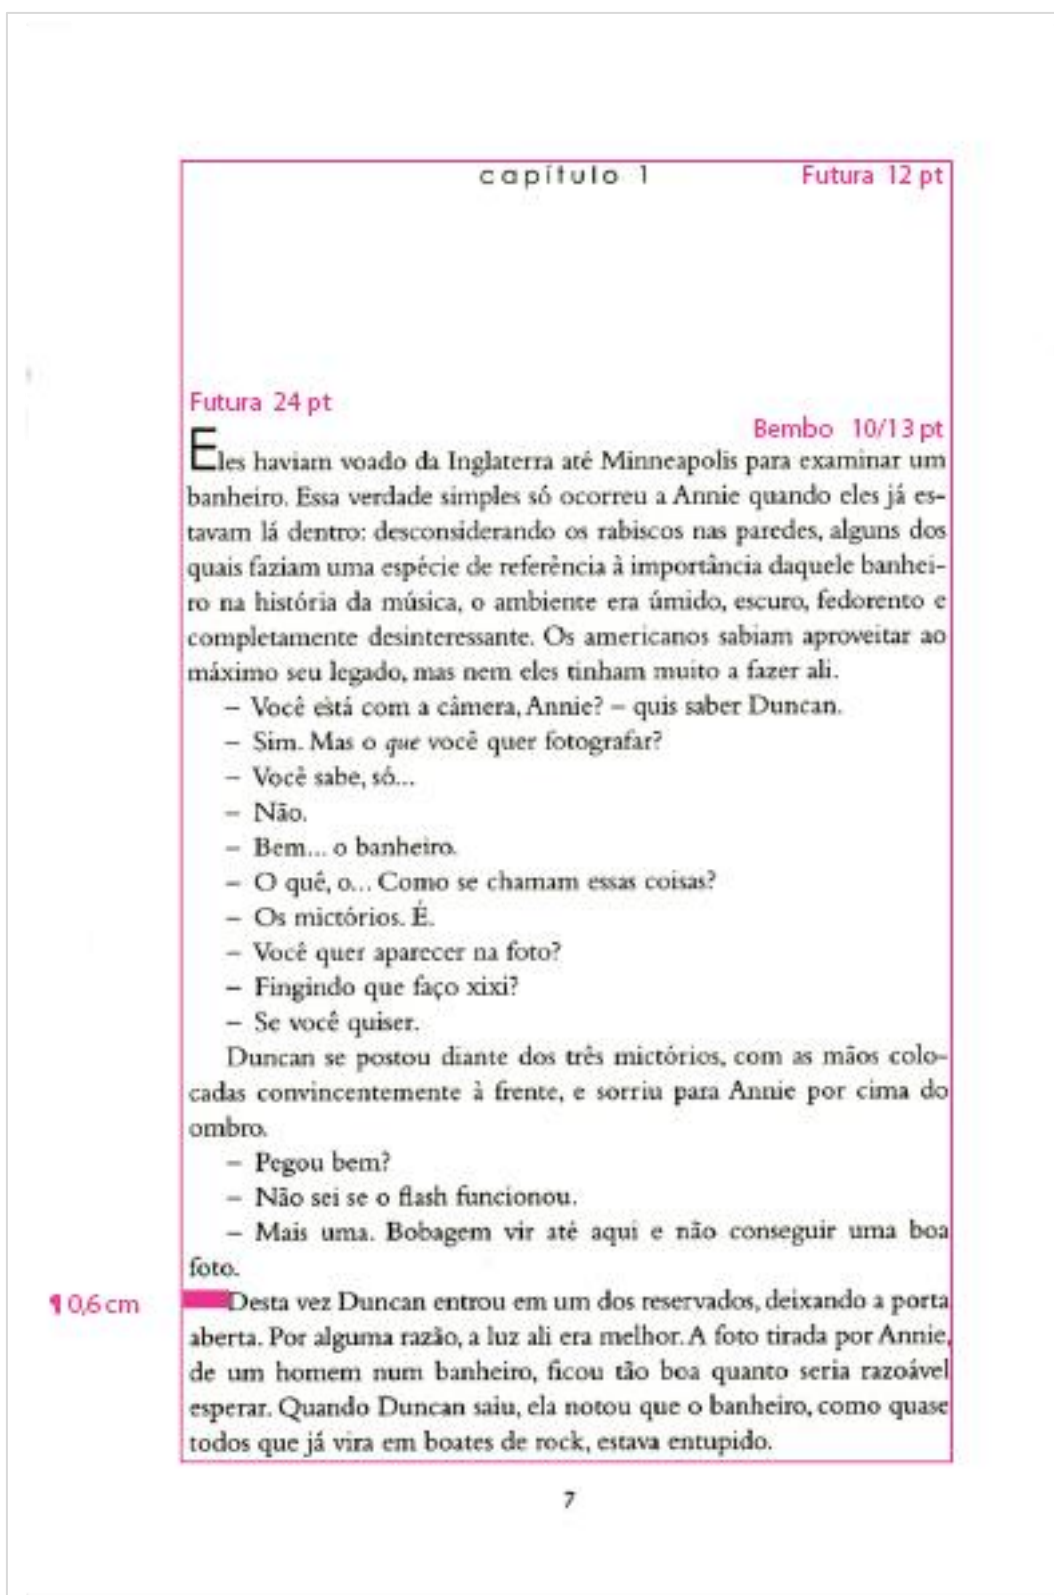 capítulo 1 Futura 12 pt
Futura 24 pt
Bembo 10/13 pt
Eles haviam voado da Inglaterra até Minneapolis para examinar um
banheiro. Essa verdade simples só ocorreu a Annie quando eles já es-
tavam lá dentro: desconsiderando os rabiscos nas paredes, alguns dos
quais faziam uma espécie de referência à importância daquele banhei-
ro na história da música, o ambiente era úmido, escuro, fedorento e
completamente desinteressante. Os americanos sabiam aproveitar ao
máximo seu legado, mas nem eles tinham muito a fazer ali.
– Você está com a câmera, Annie? – quis saber Duncan.
– Sim. Mas o que você quer fotografar?
– Você sabe, só...
– Não.
– Bem... o banheiro.
– O quê, o... Como se chamam essas coisas?
– Os mictórios. É.
– Você quer aparecer na foto?
– Fingindo que faço xixi?
– Se você quiser.
Duncan se postou diante dos três mictórios, com as mãos colo-
cadas convincentemente à frente, e sorriu para Annie por cima do
ombro.
– Pegou bem?
– Não sei se o flash funcionou.
– Mais uma. Bobagem vir até aqui e não conseguir uma boa
foto.
¶ 0,6 cm Desta vez Duncan entrou em um dos reservados, deixando a porta
aberta. Por alguma razão, a luz ali era melhor. A foto tirada por Annie,
de um homem num banheiro, ficou tão boa quanto seria razoável
esperar. Quando Duncan saiu, ela notou que o banheiro, como quase
todos que já vira em boates de rock, estava entupido.
7